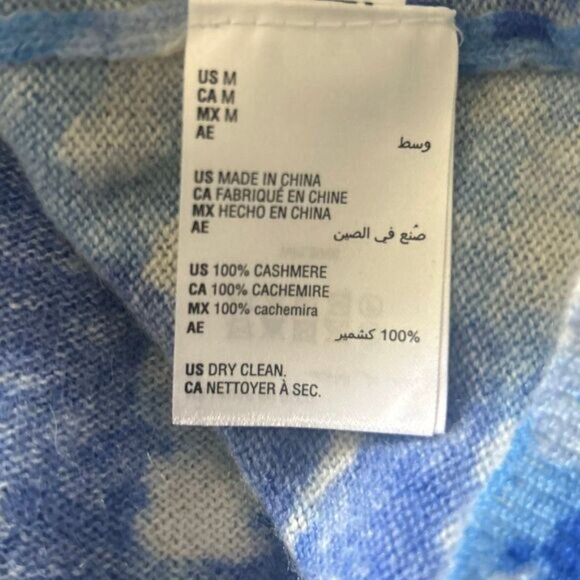 US M
CA M
MX M
AE وسط
US MADE IN CHINA
CA FABRIQUÉ EN CHINE
MX HECHO EN CHINA
AE صُنع في الصين
US 100% CASHMERE
CA 100% CACHEMIRE
MX 100% cachemira
AE 100% كشمير
US DRY CLEAN.
CA NETTOYER À SEC.